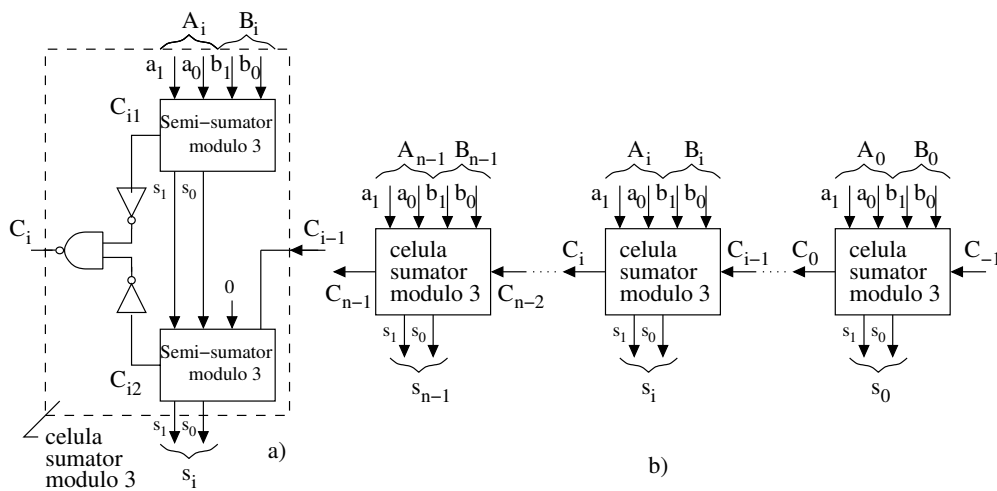 A_i B_i
a_1 a_0 b_1 b_0
C_i1
Semi−sumator
modulo 3
s_1 s_0
C_i
C_i−1
0
Semi−sumator
modulo 3
C_i2
s_1 s_0
s_i
celula
sumator
modulo 3
a)
A_n−1 B_n−1
a_1 a_0 b_1 b_0
celula
sumator
modulo 3
C_n−1
C_n−2
s_1 s_0
s_n−1
A_i B_i
a_1 a_0 b_1 b_0
C_i
celula
sumator
modulo 3
C_i−1
s_1 s_0
s_i
A_0 B_0
a_1 a_0 b_1 b_0
C_0
celula
sumator
modulo 3
C_−1
s_1 s_0
s_0
b)